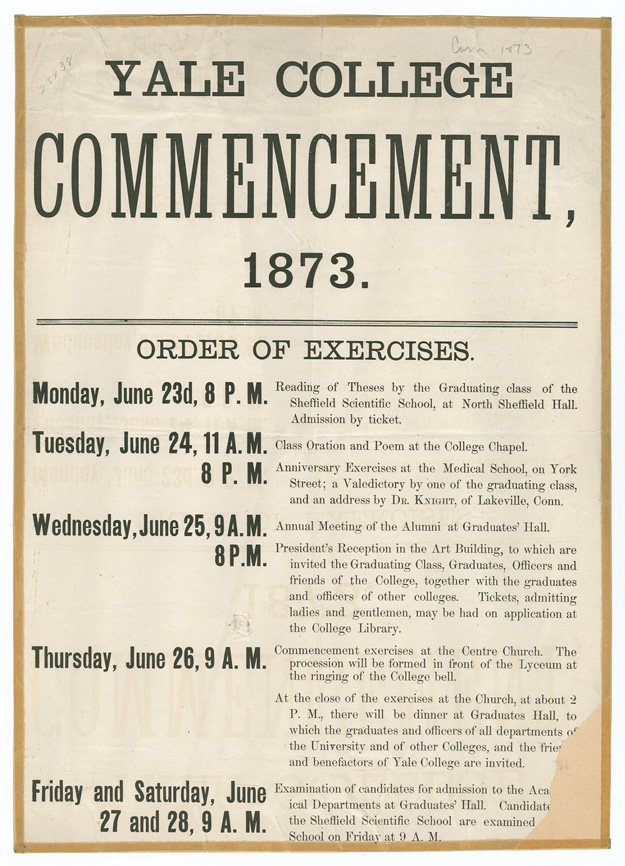 Comm. 1873
YALE COLLEGE
COMMENCEMENT,
1873.
ORDER OF EXERCISES.
Monday, June 23d, 8 P. M. Reading of Theses by the Graduating class of the
Sheffield Scientific School, at North Sheffield Hall.
Admission by ticket.
Tuesday, June 24, 11 A. M. Class Oration and Poem at the College Chapel.
8 P. M. Anniversary Exercises at the Medical School, on York
Street; a Valedictory by one of the graduating class,
and an address by DR. KNIGHT, of Lakeville, Conn.
Wednesday, June 25, 9 A. M. Annual Meeting of the Alumni at Graduates' Hall.
8 P.M. President's Reception in the Art Building, to which are
invited the Graduating Class, Graduates, Officers and
friends of the College, together with the graduates
and officers of other colleges. Tickets, admitting
ladies and gentlemen, may be had on application at
the College Library.
Thursday, June 26, 9 A. M. Commencement exercises at the Centre Church. The
procession will be formed in front of the Lyceum at
the ringing of the College bell.
At the close of the exercises at the Church, at about 2
P. M., there will be dinner at Graduates Hall, to
which the graduates and officers of all departments of
the University and of other Colleges, and the frien
and benefactors of Yale College are invited.
Friday and Saturday, June Examination of candidates for admission to the Aca
ical Departments at Graduates' Hall. Candidate
27 and 28, 9 A. M. the Sheffield Scientific School are examined
School on Friday at 9 A. M.